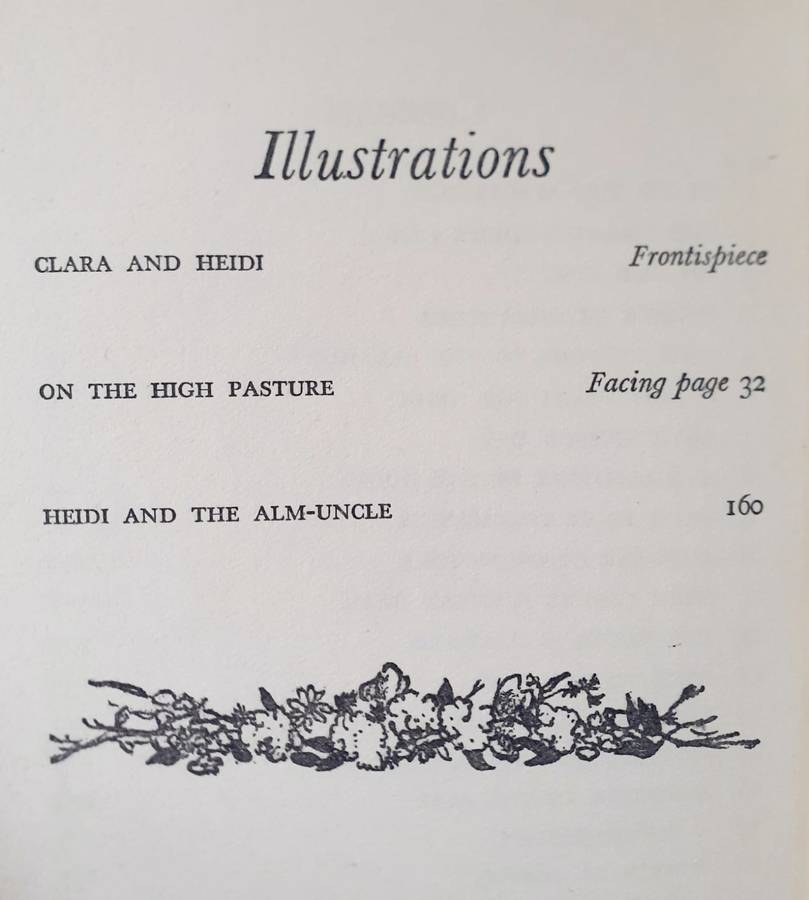 Illustrations
CLARA AND HEIDI Frontispiece
ON THE HIGH PASTURE Facing page 32
HEIDI AND THE ALM-UNCLE 160